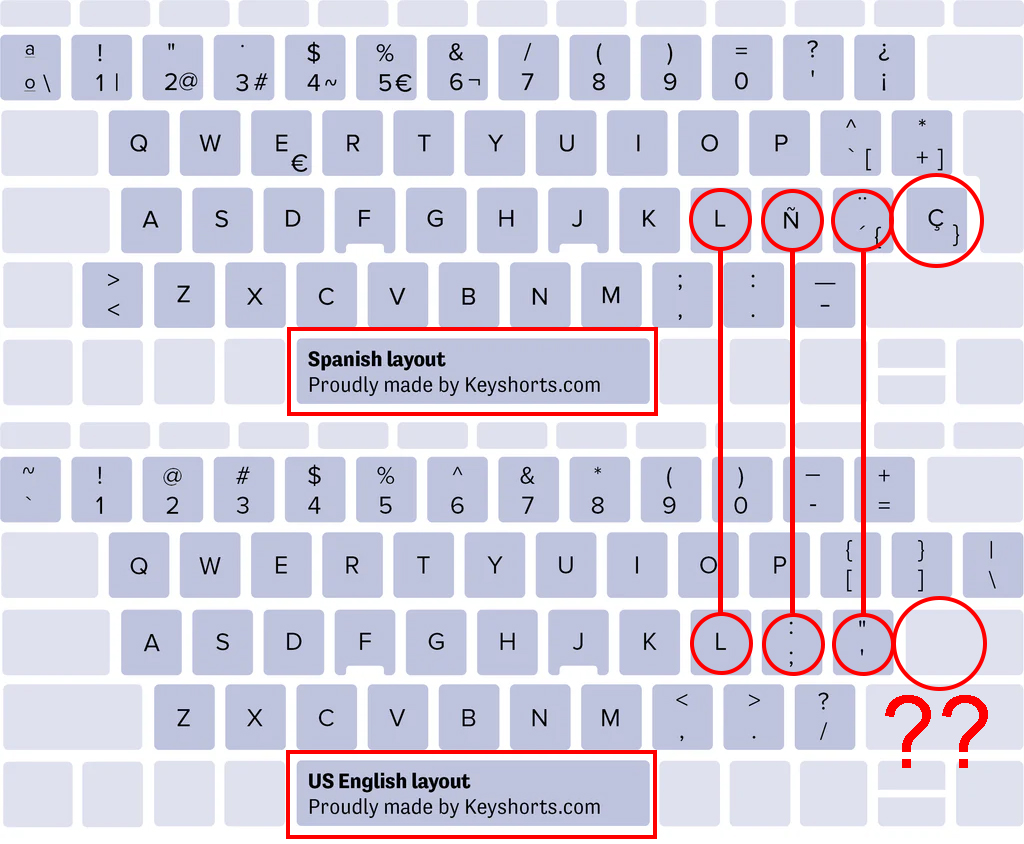 ª ! " · $ % & / ( ) = ? ¿
º \ 1 | 2 @ 3 # 4 ~ 5 € 6 ¬ 7 8 9 0 ' ¡
Q W E € R T Y U I O P ^ ` [ * + ]
A S D F G H J K L Ñ ¨ ´ { Ç }
> < Z X C V B N M ; , : . — -
Spanish layout
Proudly made by Keyshorts.com
~ ! @ # $ % ^ & * ( ) — +
` 1 2 3 4 5 6 7 8 9 0 - =
Q W E R T Y U I O P { [ } ] | \
A S D F G H J K L : ; " '
Z X C V B N M < , > . ? /
??
US English layout
Proudly made by Keyshorts.com